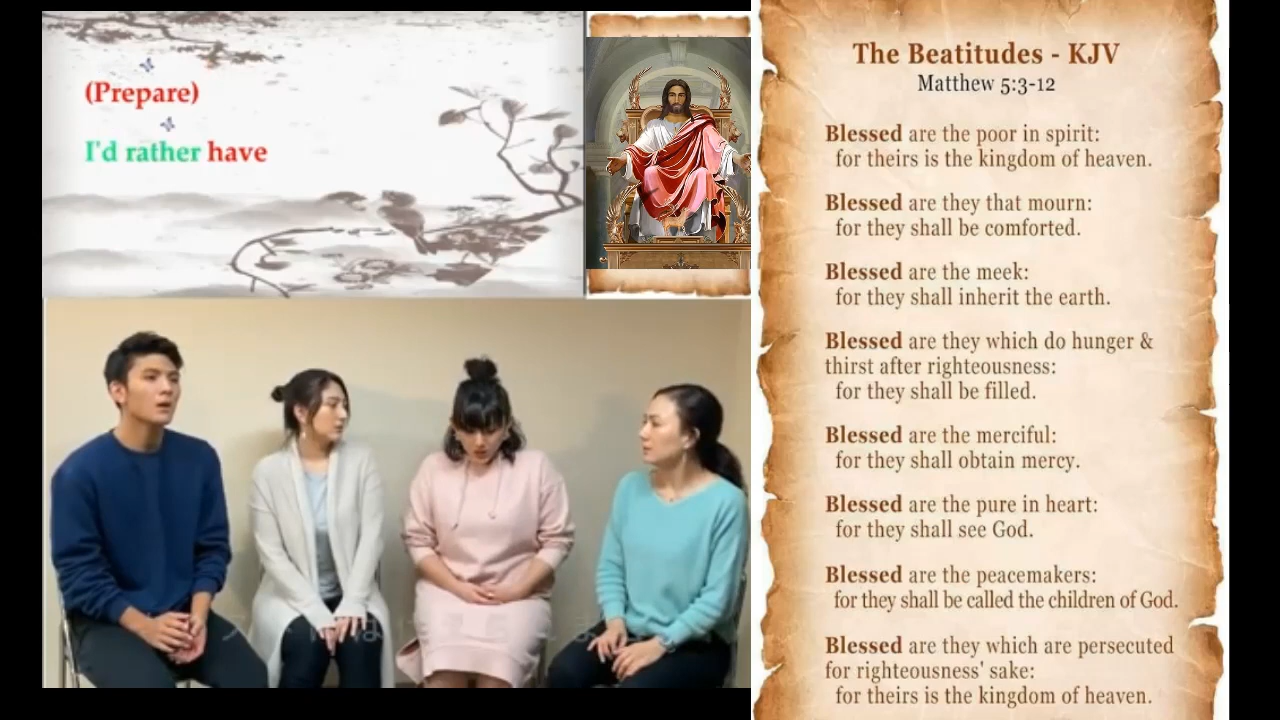 (Prepare)
I'd rather have
The Beatitudes - KJV
Matthew 5:3-12
Blessed are the poor in spirit:
for theirs is the kingdom of heaven.
Blessed are they that mourn:
for they shall be comforted.
Blessed are the meek:
for they shall inherit the earth.
Blessed are they which do hunger &
thirst after righteousness:
for they shall be filled.
Blessed are the merciful:
for they shall obtain mercy.
Blessed are the pure in heart:
for they shall see God.
Blessed are the peacemakers:
for they shall be called the children of God.
Blessed are they which are persecuted
for righteousness' sake:
for theirs is the kingdom of heaven.